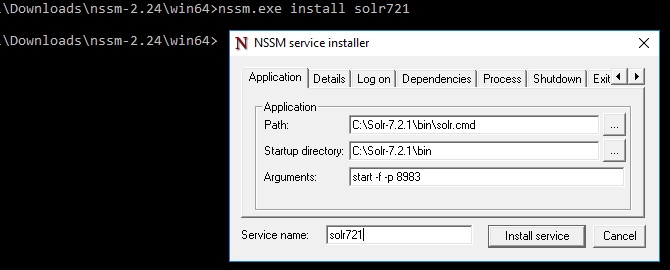 l\Downloads\nssm-2.24\win64>nssm.exe install solr721
l\Downloads\nssm-2.24\win64>
N NSSM service installer
Application Details Log on Dependencies Process Shutdown Exit
Application
Path: C:\Solr-7.2.1\bin\solr.cmd ...
Startup directory: C:\Solr-7.2.1\bin ...
Arguments: start -f -p 8983
Service name: solr721 Install service Cancel